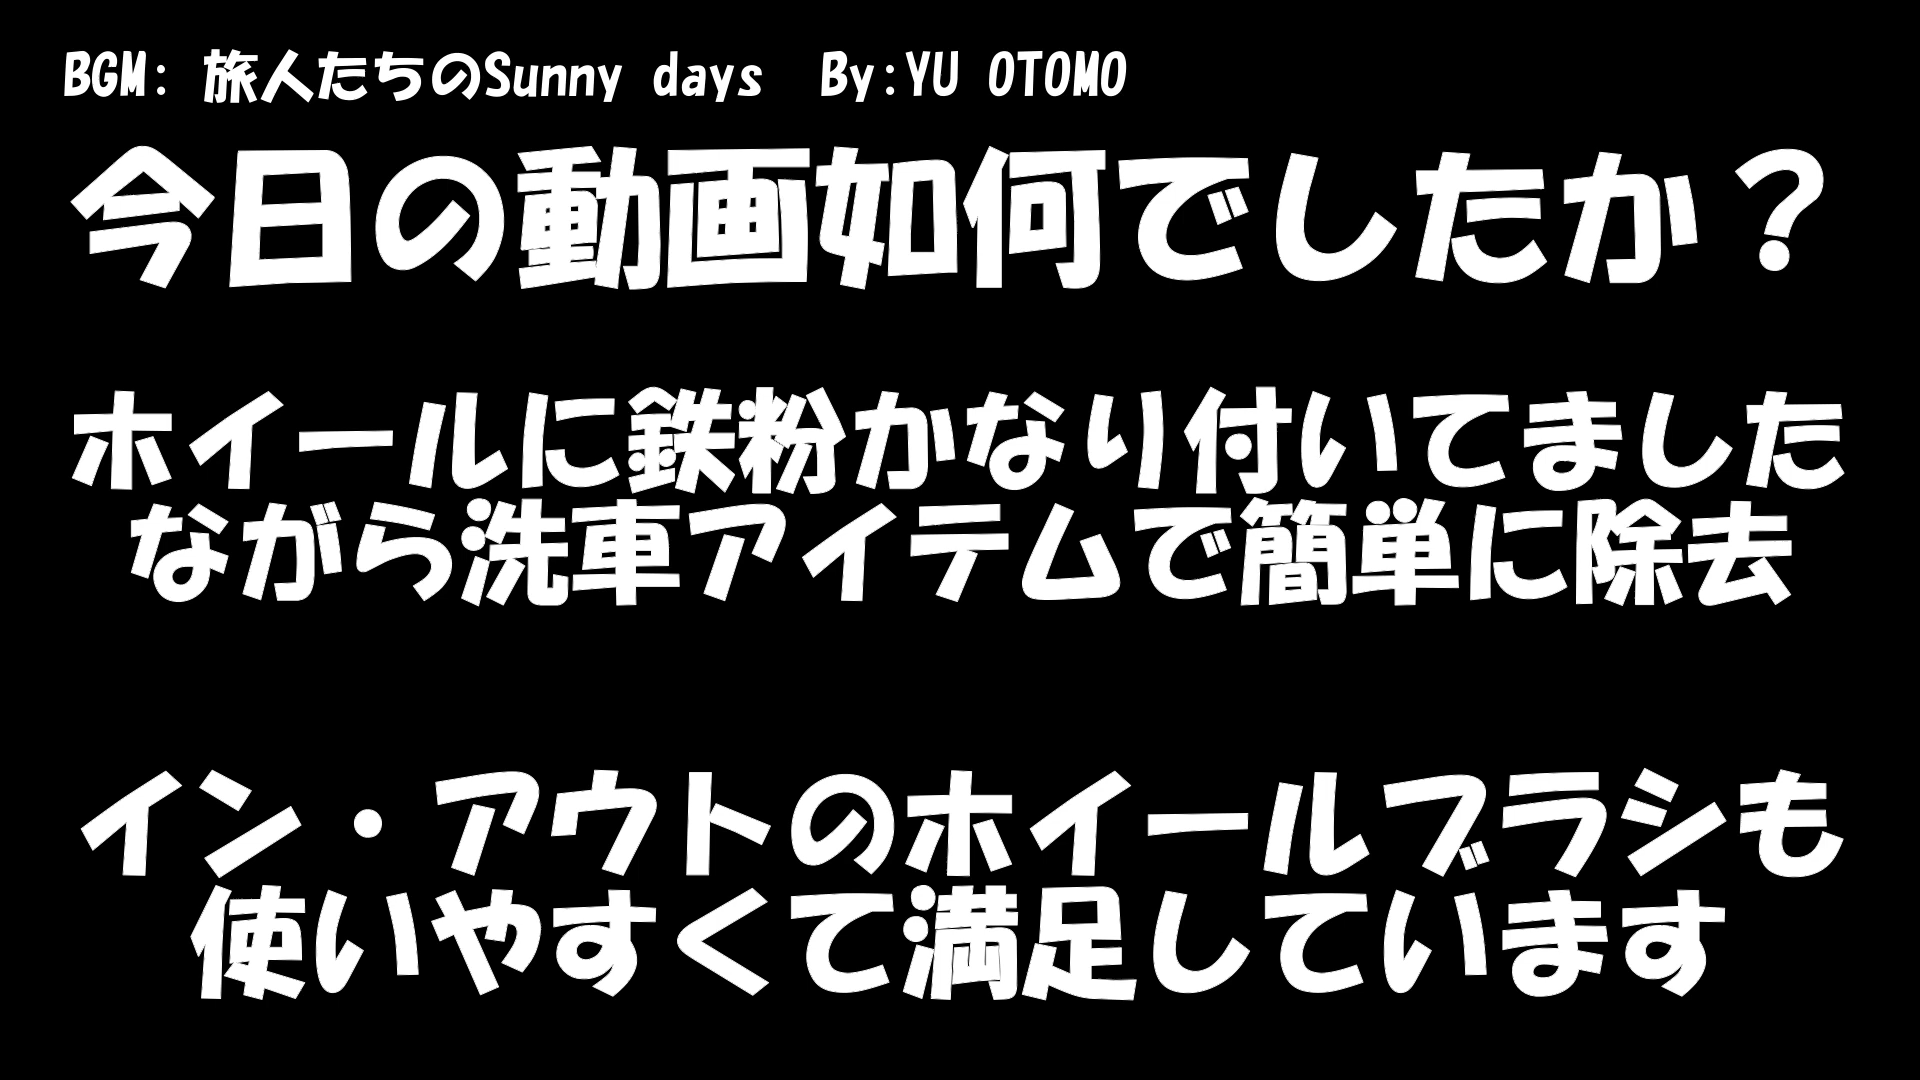 BGM: 旅人たちのSunny days　By:YU OTOMO
今日の動画如何でしたか？
ホイールに鉄粉かなり付いてました
ながら洗車アイテムで簡単に除去
イン・アウトのホイールブラシも
使いやすくて満足しています